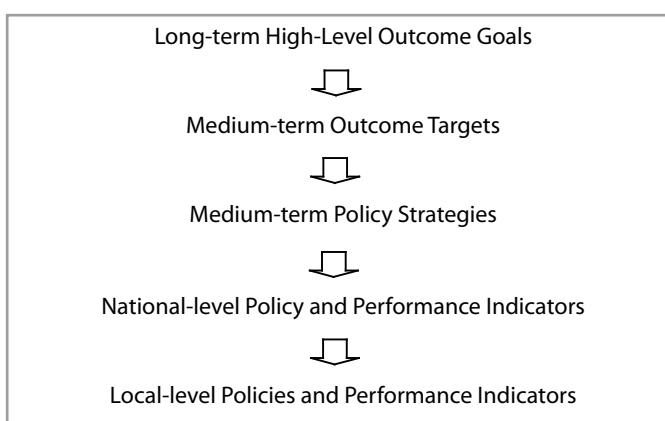 Long-term High-Level Outcome Goals
Medium-term Outcome Targets
Medium-term Policy Strategies
National-level Policy and Performance Indicators
Local-level Policies and Performance Indicators